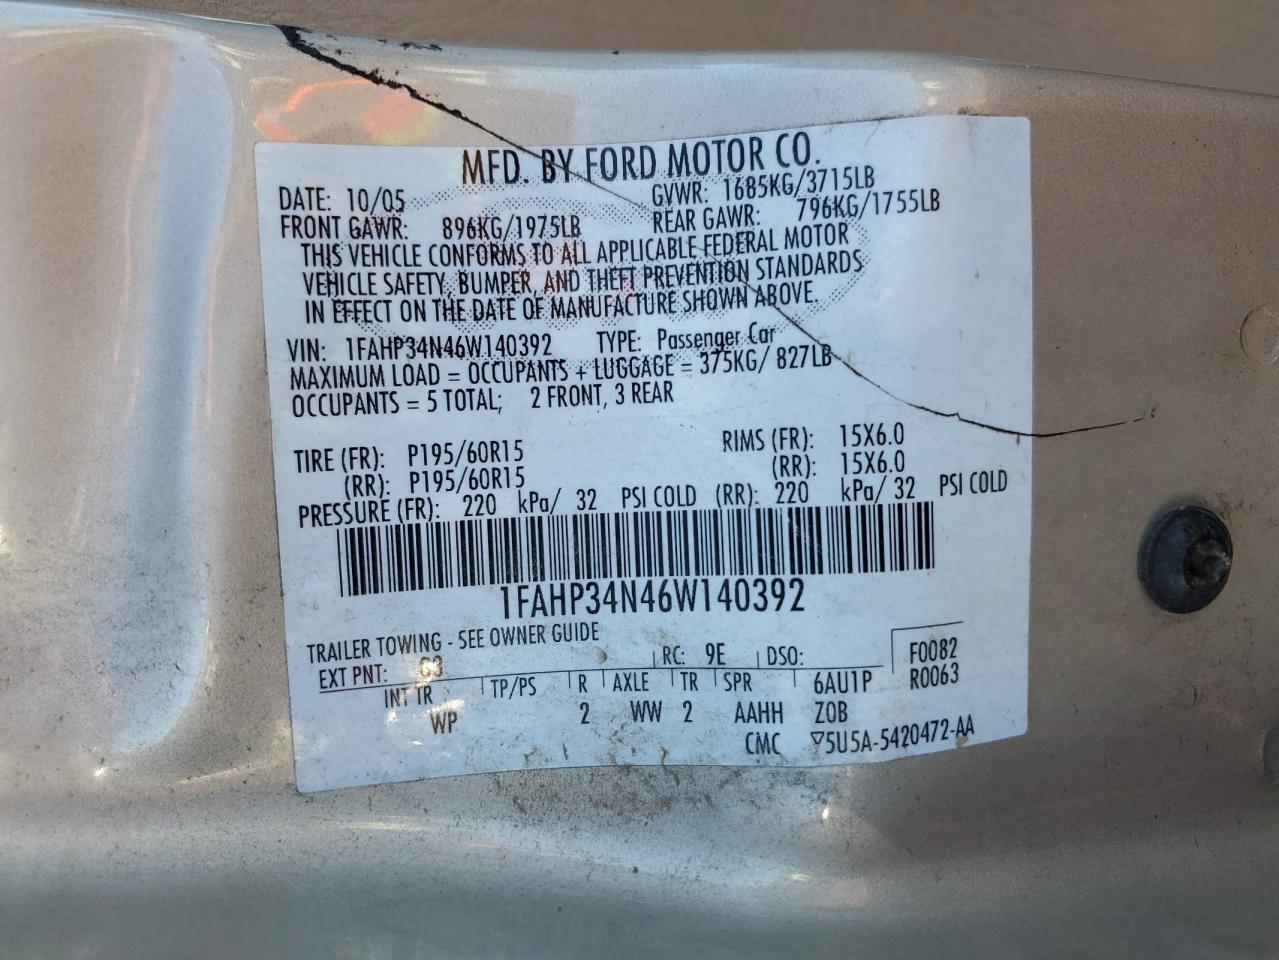 MFD. BY FORD MOTOR CO.
DATE: 10/05 GVWR: 1685KG/3715LB
FRONT GAWR: 896KG/1975LB REAR GAWR: 796KG/1755LB
THIS VEHICLE CONFORMS TO ALL APPLICABLE FEDERAL MOTOR
VEHICLE SAFETY, BUMPER, AND THEFT PREVENTION STANDARDS
IN EFFECT ON THE DATE OF MANUFACTURE SHOWN ABOVE.
VIN: 1FAHP34N46W140392 TYPE: Passenger Car
MAXIMUM LOAD = OCCUPANTS + LUGGAGE = 375KG/ 827LB
OCCUPANTS = 5 TOTAL; 2 FRONT, 3 REAR
TIRE (FR): P195/60R15 RIMS (FR): 15X6.0
(RR): P195/60R15 (RR): 15X6.0
PRESSURE (FR): 220 kPa/ 32 PSI COLD (RR): 220 kPa/ 32 PSI COLD
1FAHP34N46W140392
TRAILER TOWING - SEE OWNER GUIDE
EXT PNT: G3 RC: 9E DSO: F0082
INT TR TP/PS R AXLE TR SPR 6AU1P R0063
WP 2 WW 2 AAHH Z0B
CMC ▽5U5A-5420472-AA